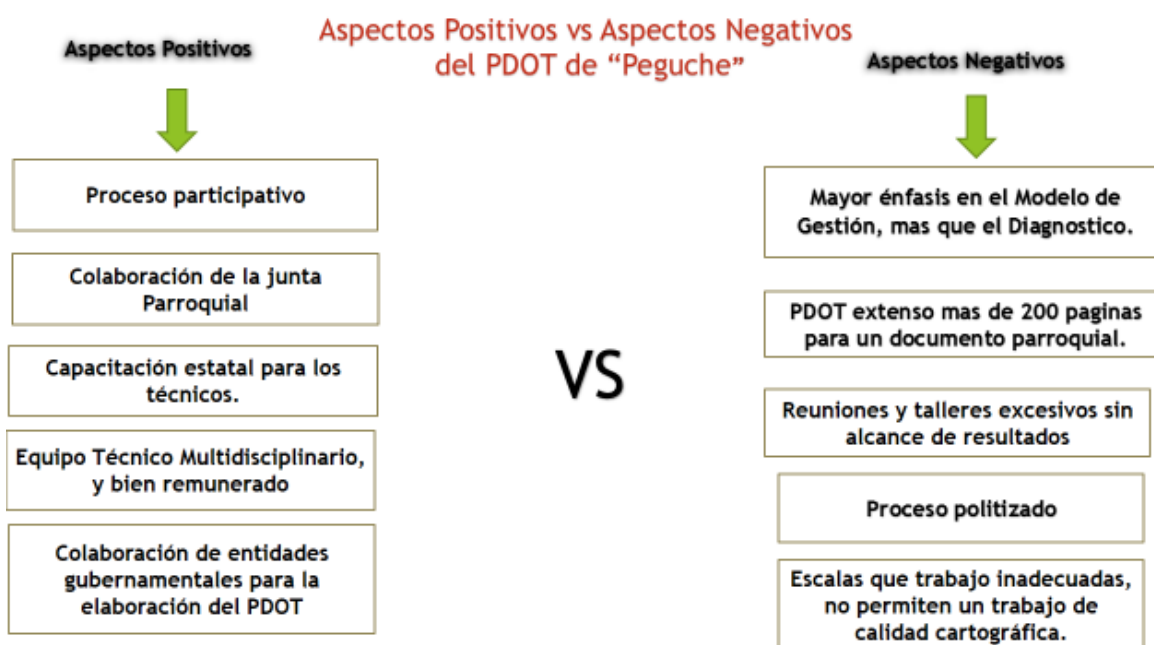 Aspectos Positivos vs Aspectos Negativos
del PDOT de “Peguche”
Aspectos Positivos
Proceso participativo
Colaboración de la junta
Parroquial
Capacitación estatal para los
técnicos.
Equipo Técnico Multidisciplinario,
y bien remunerado
Colaboración de entidades
gubernamentales para la
elaboración del PDOT
VS
Aspectos Negativos
Mayor énfasis en el Modelo de
Gestión, mas que el Diagnostico.
PDOT extenso mas de 200 paginas
para un documento parroquial.
Reuniones y talleres excesivos sin
alcance de resultados
Proceso politizado
Escalas que trabajo inadecuadas,
no permiten un trabajo de
calidad cartográfica.